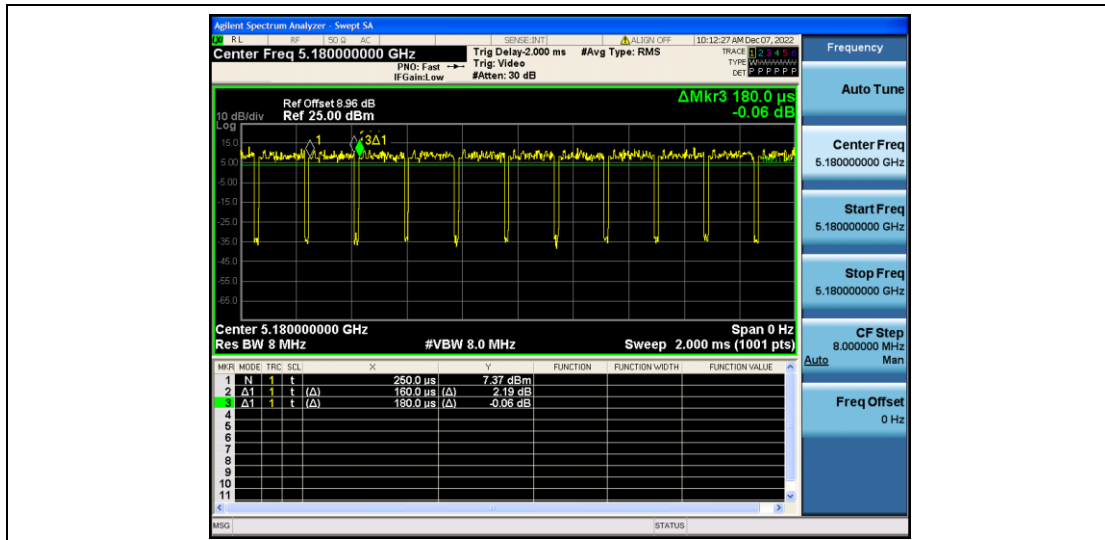 Agilent Spectrum Analyzer - Swept SA
RL RF 50 Ω AC SENSE:INT ALIGN OFF 10:12:27 AM Dec 07, 2022
Center Freq 5.180000000 GHz
PNO: Fast
IFGain:Low
Trig Delay-2.000 ms
Trig: Video
#Atten: 30 dB
#Avg Type: RMS
TRACE 1 2 3 4 5 6
TYPE
DET P P P P P P
ΔMkr3 180.0 µs
-0.06 dB
Ref Offset 8.96 dB
10 dB/div Ref 25.00 dBm
Log
15.0
5.00
-5.00
-15.0
-25.0
-35.0
-45.0
-55.0
-65.0
1
3Δ1
Center 5.180000000 GHz Span 0 Hz
Res BW 8 MHz #VBW 8.0 MHz Sweep 2.000 ms (1001 pts)
MKR MODE TRC SCL X Y FUNCTION FUNCTION WIDTH FUNCTION VALUE
1 N 1 t 250.0 µs 7.37 dBm
2 Δ1 1 t (Δ) 160.0 µs (Δ) 2.19 dB
3 Δ1 1 t (Δ) 180.0 µs (Δ) -0.06 dB
4
5
6
7
8
9
10
11
MSG STATUS
Frequency
Auto Tune
Center Freq
5.180000000 GHz
Start Freq
5.180000000 GHz
Stop Freq
5.180000000 GHz
CF Step
8.000000 MHz
Auto Man
Freq Offset
0 Hz